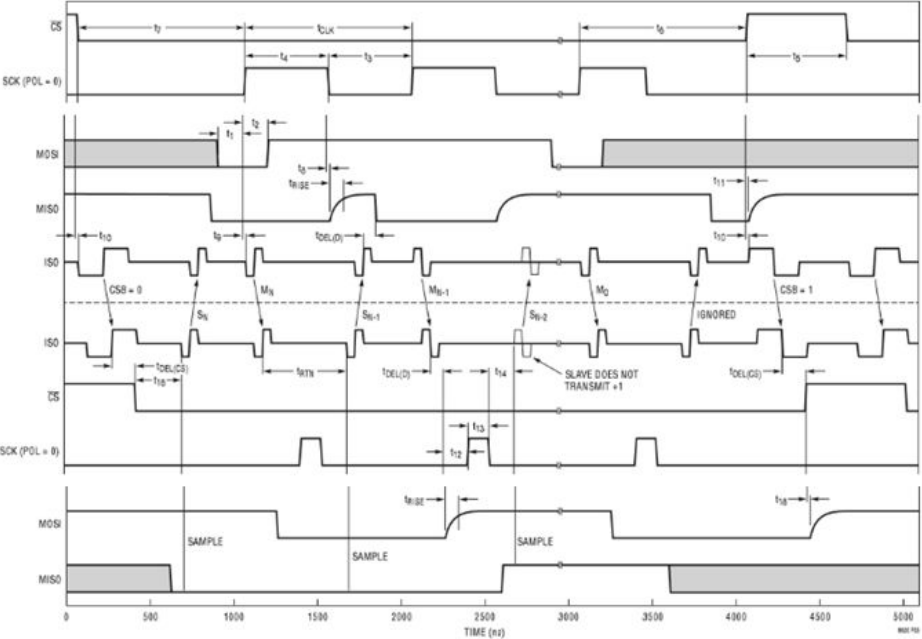 CS
t7
tCLK
t6
t4
t3
t5
SCK (POL = 0)
t2
t1
MOSI
t8
tRISE
t11
MISO
t10
t9
tDEL(D)
t10
ISO
CSB = 0
SN
MN
SN-1
MN-1
SN-2
M0
IGNORED
CSB = 1
ISO
tDEL(CS)
tRTN
tDEL(D)
t14
SLAVE DOES NOT
TRANSMIT +1
tDEL(CS)
t16
CS
t13
t12
SCK (POL = 0)
tRISE
t18
MOSI
SAMPLE
SAMPLE
SAMPLE
MISO
0
500
1000
1500
2000
2500
3000
3500
4000
4500
5000
TIME (ns)